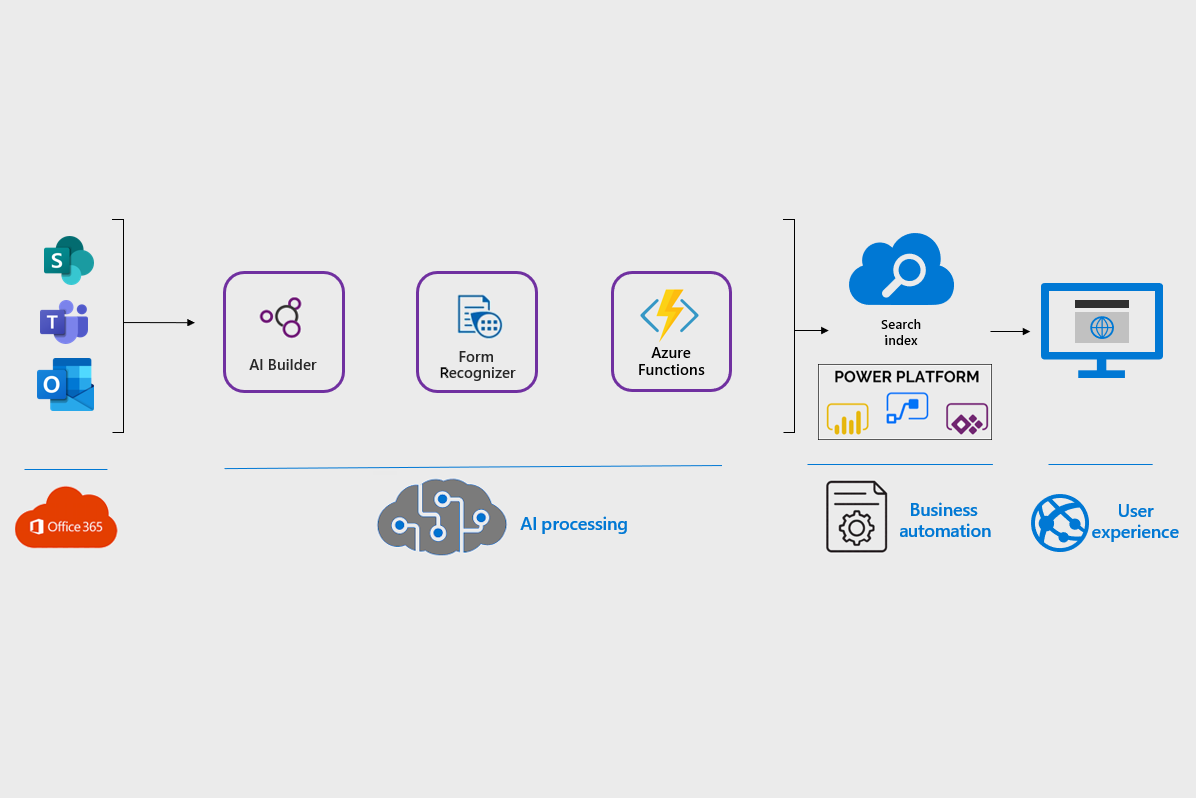 S
T
O
AI Builder
Form
Recognizer
Azure
Functions
Search
index
POWER PLATFORM
Office 365
AI processing
Business
automation
User
experience